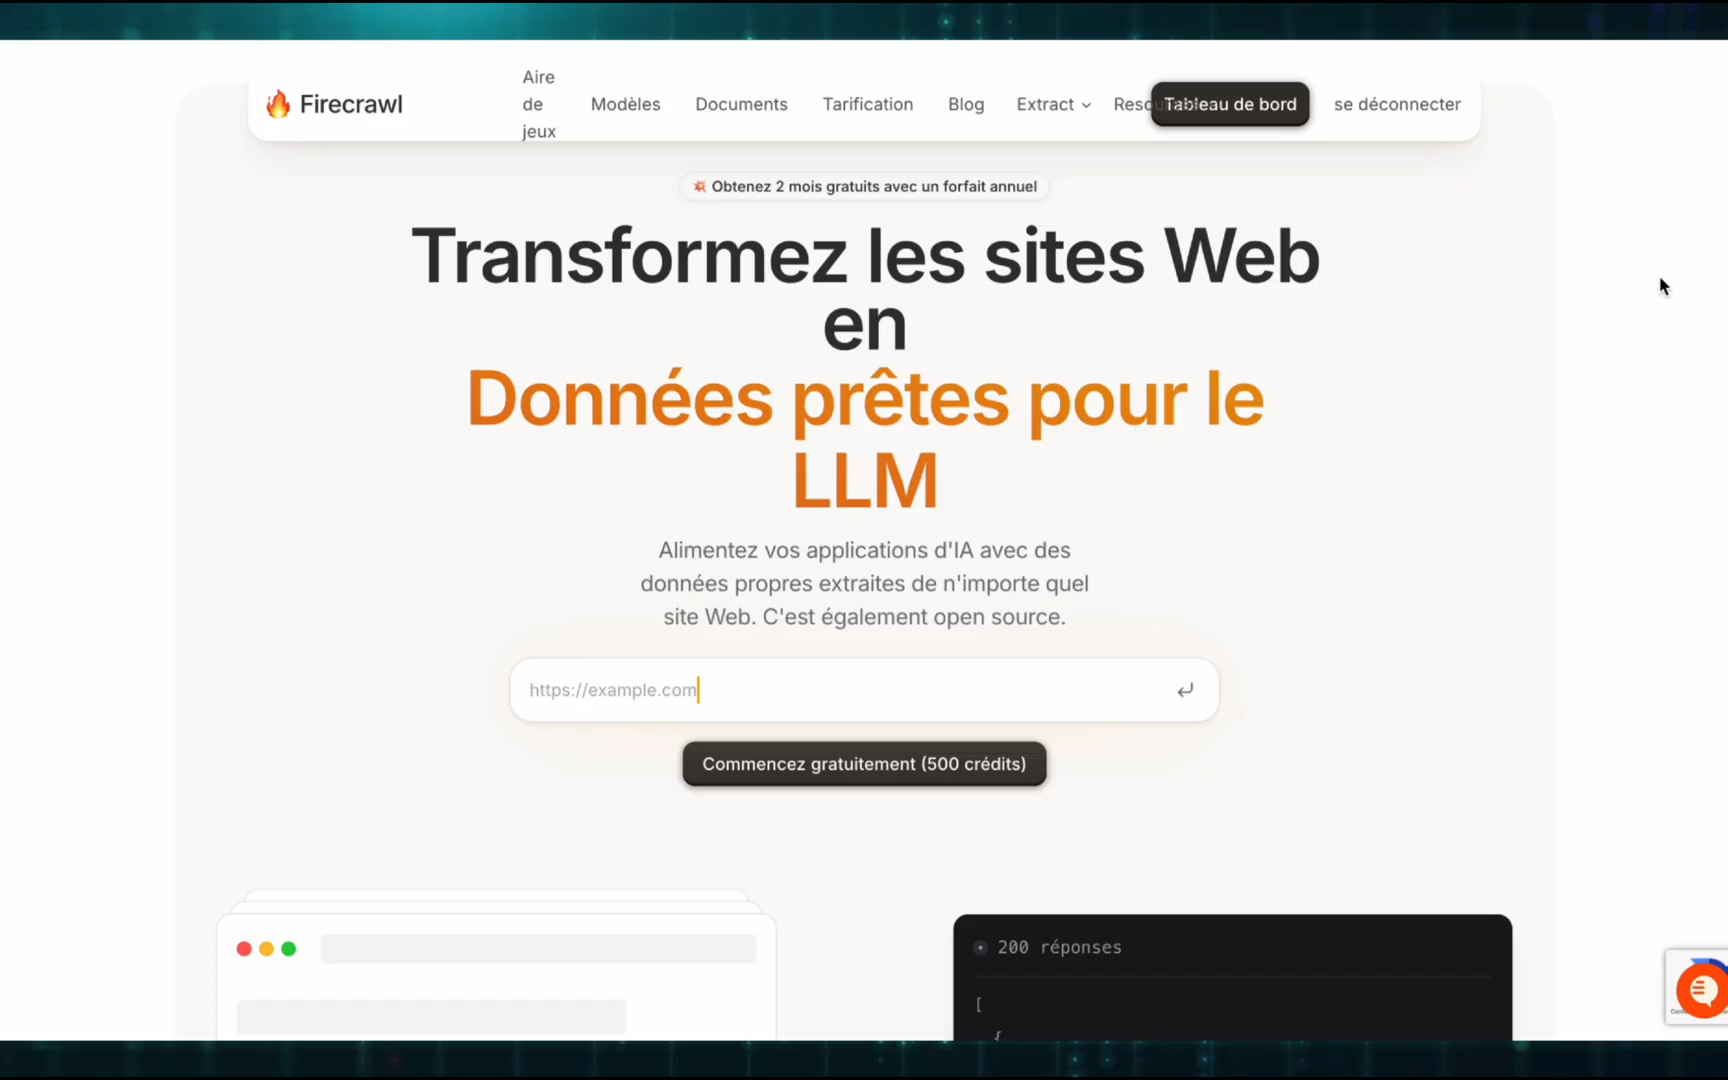 Firecrawl
Aire
de
jeux
Modèles
Documents
Tarification
Blog
Extract
Tableau de bord
se déconnecter
Obtenez 2 mois gratuits avec un forfait annuel
Transformez les sites Web
en
Données prêtes pour le
LLM
Alimentez vos applications d'IA avec des
données propres extraites de n'importe quel
site Web. C'est également open source.
https://example.com
Commencez gratuitement (500 crédits)
200 réponses
[
{